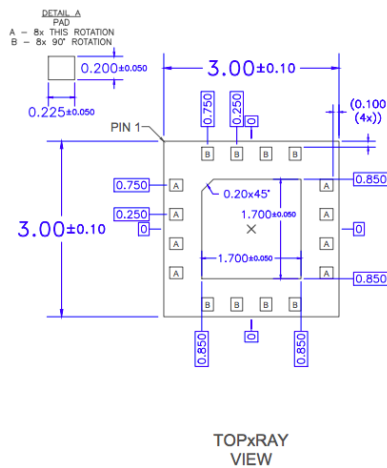 DETAIL A
PAD
A - 8x THIS ROTATION
B - 8x 90° ROTATION
0.200±0.050
0.225±0.050
3.00±0.10
0.750
0.250
0
(0.100
(4x))
PIN 1
B B B B
0.850
0.750
A
A
0.20x45°
0.250
A
A
1.700±0.050
3.00±0.10
0
0
A
A
1.700±0.050
A
A
0.850
B B B B
0.850
0
0.850
TOPxRAY
VIEW